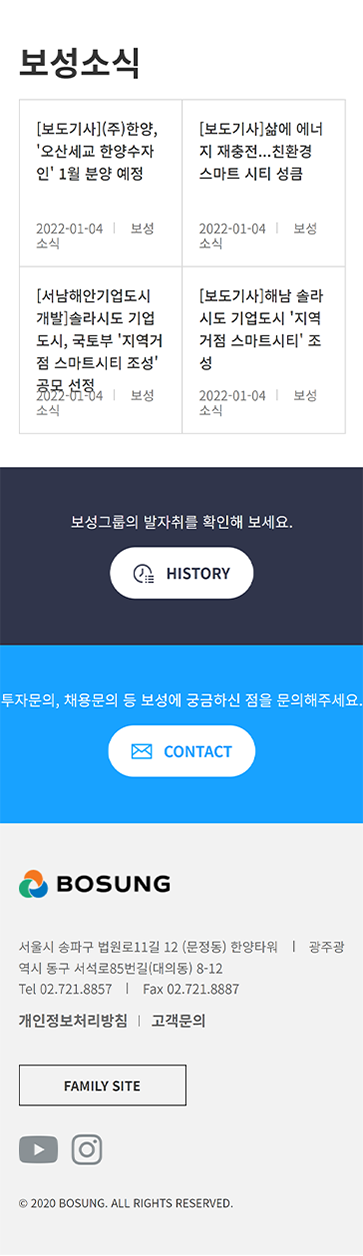 보성소식
[보도기사](주)한양,
'오산세교 한양수자
인' 1월 분양 예정
2022-01-04 | 보성
소식
[보도기사]삶에 에너
지 재충전...친환경
스마트 시티 성큼
2022-01-04 | 보성
소식
[서남해안기업도시
개발]솔라시도 기업
도시, 국토부 '지역거
점 스마트시티 조성'
공모 선정
2022-01-04 | 보성
소식
[보도기사]해남 솔라
시도 기업도시 '지역
거점 스마트시티' 조
성
2022-01-04 | 보성
소식
보성그룹의 발자취를 확인해 보세요.
HISTORY
투자문의, 채용문의 등 보성에 궁금하신 점을 문의해주세요.
CONTACT
BOSUNG
서울시 송파구 법원로11길 12 (문정동) 한양타워 | 광주광
역시 동구 서석로85번길(대의동) 8-12
Tel 02.721.8857 | Fax 02.721.8887
개인정보처리방침 | 고객문의
FAMILY SITE
© 2020 BOSUNG. ALL RIGHTS RESERVED.